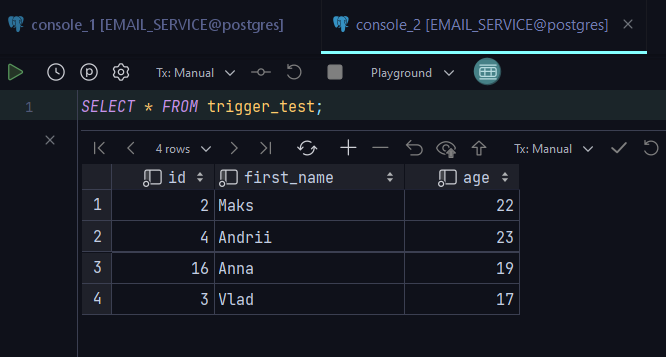 console_1 [EMAIL_SERVICE@postgres] console_2 [EMAIL_SERVICE@postgres]
Tx: Manual Playground
1 SELECT * FROM trigger_test;
4 rows Tx: Manual
id first_name age
1 2 Maks 22
2 4 Andrii 23
3 16 Anna 19
4 3 Vlad 17